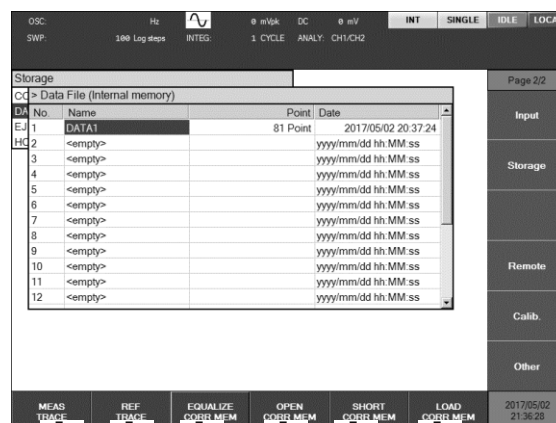 OSC: Hz 0 mVpk DC 0 mV INT SINGLE IDLE LOCA
SWP: 100 Log steps INTEG: 1 CYCLE ANALY: CH1/CH2
Storage Page 2/2
> Data File (Internal memory)
No. Name Point Date
1 DATA1 81 Point 2017/05/02 20:37:24
2 <empty> yyyy/mm/dd hh:MM:ss
3 <empty> yyyy/mm/dd hh:MM:ss
4 <empty> yyyy/mm/dd hh:MM:ss
5 <empty> yyyy/mm/dd hh:MM:ss
6 <empty> yyyy/mm/dd hh:MM:ss
7 <empty> yyyy/mm/dd hh:MM:ss
8 <empty> yyyy/mm/dd hh:MM:ss
9 <empty> yyyy/mm/dd hh:MM:ss
10 <empty> yyyy/mm/dd hh:MM:ss
11 <empty> yyyy/mm/dd hh:MM:ss
12 <empty> yyyy/mm/dd hh:MM:ss
CO
DA
EJ
HO
Input
Storage
Remote
Calib.
Other
MEAS TRACE
REF TRACE
EQUALIZE CORR MEM
OPEN CORR MEM
SHORT CORR MEM
LOAD CORR MEM
2017/05/02
21:36:28